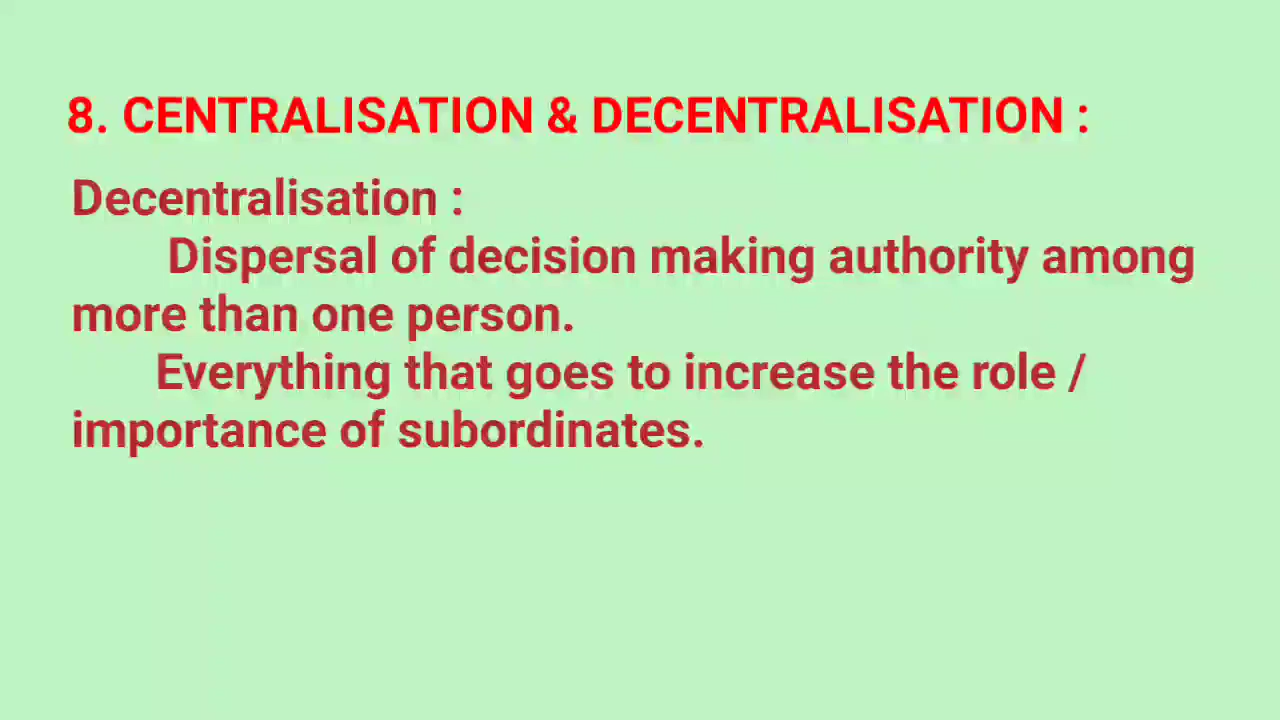 8. CENTRALISATION & DECENTRALISATION :
Decentralisation :
Dispersal of decision making authority among
more than one person.
Everything that goes to increase the role /
importance of subordinates.